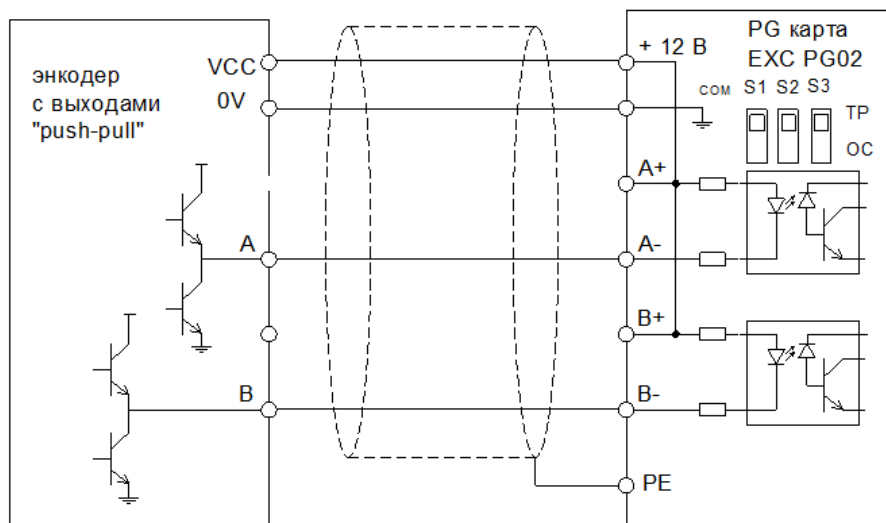 энкодер
с выходами
"push-pull"
VCC
0V
A
B
+ 12 В
A+
A-
B+
B-
PE
PG карта
EXC PG02
COM S1 S2 S3
TP
OC